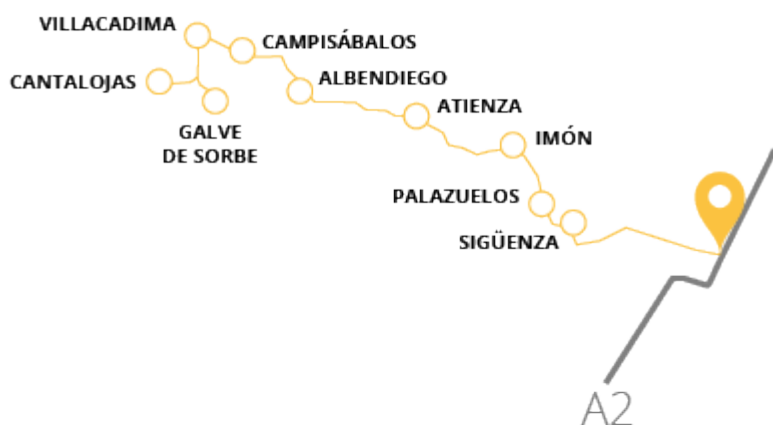 VILLACADIMA
CAMPISÁBALOS
CANTALOJAS
ALBENDIEGO
GALVE
DE SORBE
ATIENZA
IMÓN
PALAZUELOS
SIGÜENZA
A2